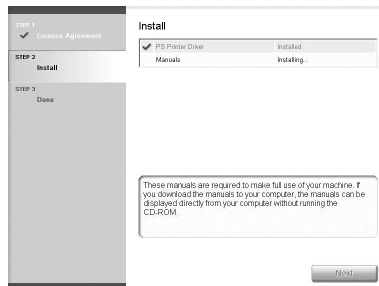 STEP 1
License Agreement
STEP 2
Install
STEP 3
Done
Install
PS Printer Driver Installed.
Manuals Installing...
These manuals are required to make full use of your machine. If
you download the manuals to your computer, the manuals can be
displayed directly from your computer without running the
CD-ROM.
Next